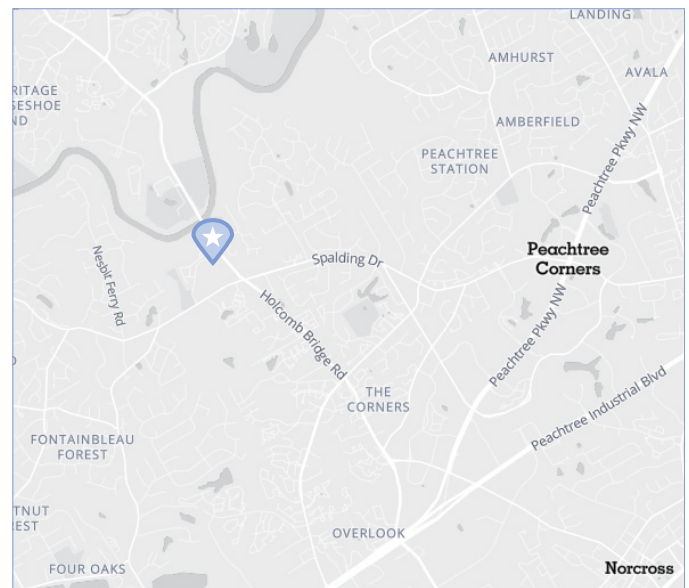 LANDING
AMHURST
AVALA
RITAGE
SESHOE
ND
AMBERFIELD
Peachtree Pkwy NW
PEACHTREE
STATION
Peachtree
Corners
Nesbit Ferry Rd
Spalding Dr
Holcomb Bridge Rd
Peachtree Pkwy NW
THE
CORNERS
Peachtree Industrial Blvd
FONTAINBLEAU
FOREST
TNUT
REST
OVERLOOK
FOUR OAKS
Norcross